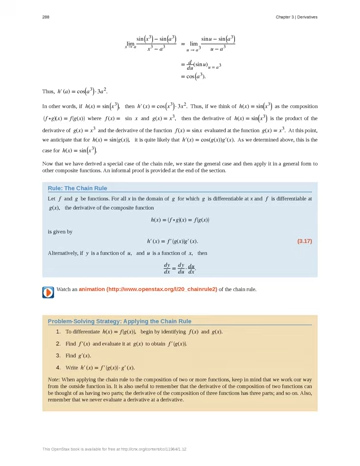 288
Chapter 3 | Derivatives
lim x→a sin(x³) − sin(a³) / x³ − a³ = lim u→a³ sin u − sin(a³) / u − a³
= d/du (sin u) u = a³
= cos(a³).
Thus, h′(a) = cos(a³) · 3a².
In other words, if h(x) = sin(x³), then h′(x) = cos(x³) · 3x². Thus, if we think of h(x) = sin(x³) as the composition
(f∘g)(x) = f(g(x)) where f(x) = sin x and g(x) = x³, then the derivative of h(x) = sin(x³) is the product of the
derivative of g(x) = x³ and the derivative of the function f(x) = sin x evaluated at the function g(x) = x³. At this point,
we anticipate that for h(x) = sin(g(x)), it is quite likely that h′(x) = cos(g(x))g′(x). As we determined above, this is the
case for h(x) = sin(x³).
Now that we have derived a special case of the chain rule, we state the general case and then apply it in a general form to
other composite functions. An informal proof is provided at the end of the section.
Rule: The Chain Rule
Let f and g be functions. For all x in the domain of g for which g is differentiable at x and f is differentiable at
g(x), the derivative of the composite function
h(x) = (f∘g)(x) = f(g(x))
is given by
h′(x) = f′(g(x))g′(x). (3.17)
Alternatively, if y is a function of u, and u is a function of x, then
dy/dx = dy/du · du/dx.
Watch an animation (http://www.openstax.org/l/20_chainrule2) of the chain rule.
Problem-Solving Strategy: Applying the Chain Rule
1. To differentiate h(x) = f(g(x)), begin by identifying f(x) and g(x).
2. Find f′(x) and evaluate it at g(x) to obtain f′(g(x)).
3. Find g′(x).
4. Write h′(x) = f′(g(x)) · g′(x).
Note: When applying the chain rule to the composition of two or more functions, keep in mind that we work our way
from the outside function in. It is also useful to remember that the derivative of the composition of two functions can
be thought of as having two parts; the derivative of the composition of three functions has three parts; and so on. Also,
remember that we never evaluate a derivative at a derivative.
This OpenStax book is available for free at http://cnx.org/content/col11964/1.12